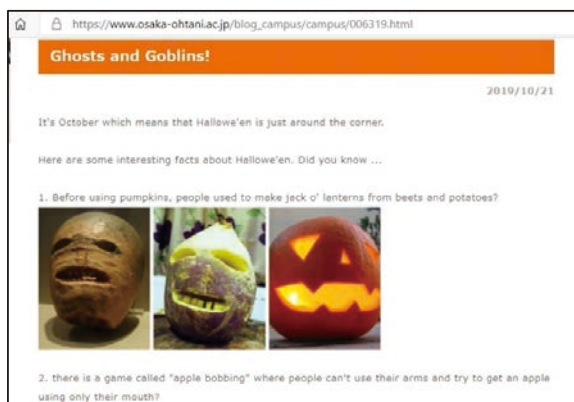 https://www.osaka-ohtani.ac.jp/blog_campus/campus/006319.html
Ghosts and Goblins!
2019/10/21
It's October which means that Hallowe'en is just around the corner.
Here are some interesting facts about Hallowe'en. Did you know ...
1. Before using pumpkins, people used to make jack o' lanterns from beets and potatoes?
2. there is a game called "apple bobbing" where people can't use their arms and try to get an apple
using only their mouth?